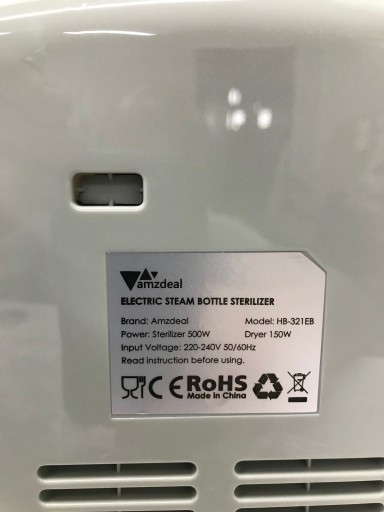 amzdeal
ELECTRIC STEAM BOTTLE STERILIZER
Brand: Amzdeal Model: HB-321EB
Power: Sterilizer 500W Dryer 150W
Input Voltage: 220-240V 50/60Hz
Read instruction before using.
CE RoHS
Made in China